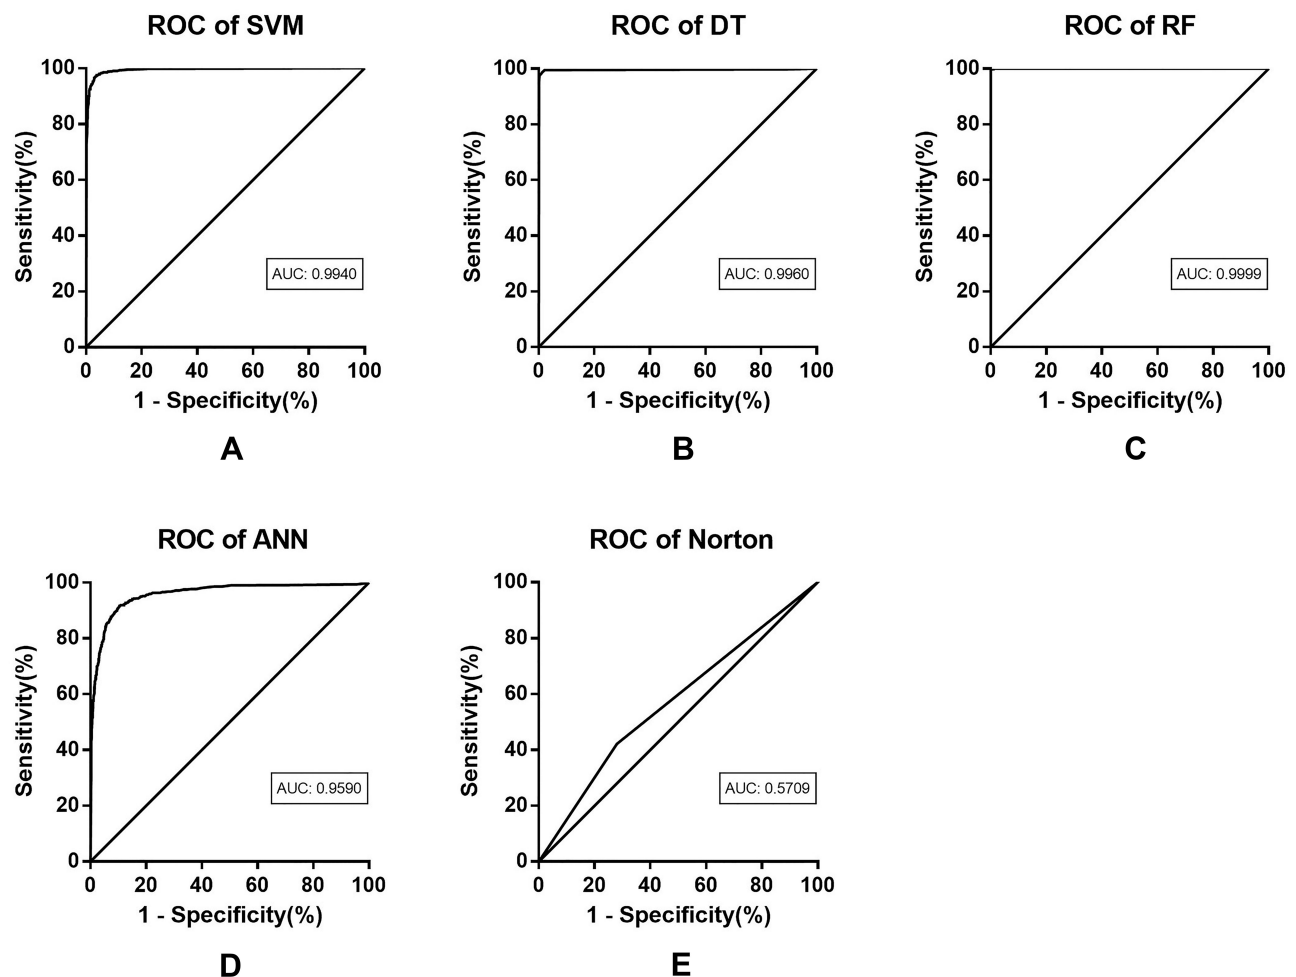 ROC of SVM
100
80
60
40
20
0
Sensitivity(%)
AUC: 0.9940
0 20 40 60 80 100
1 - Specificity(%)
A
ROC of DT
100
80
60
40
20
0
Sensitivity(%)
AUC: 0.9960
0 20 40 60 80 100
1 - Specificity(%)
B
ROC of RF
100
80
60
40
20
0
Sensitivity(%)
AUC: 0.9999
0 20 40 60 80 100
1 - Specificity(%)
C
ROC of ANN
100
80
60
40
20
0
Sensitivity(%)
AUC: 0.9590
0 20 40 60 80 100
1 - Specificity(%)
D
ROC of Norton
100
80
60
40
20
0
Sensitivity(%)
AUC: 0.5709
0 20 40 60 80 100
1 - Specificity(%)
E